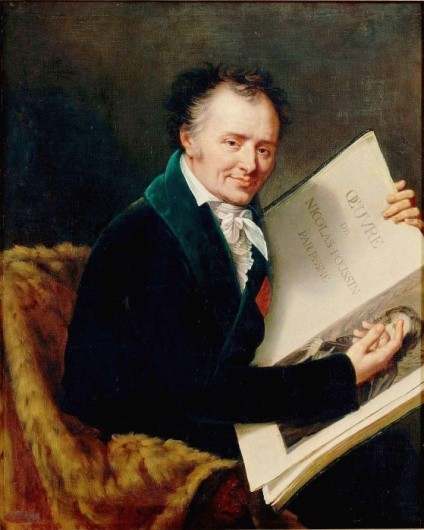 ŒUVRE
DE
NICOLAS POUSSIN
PAR PESNE